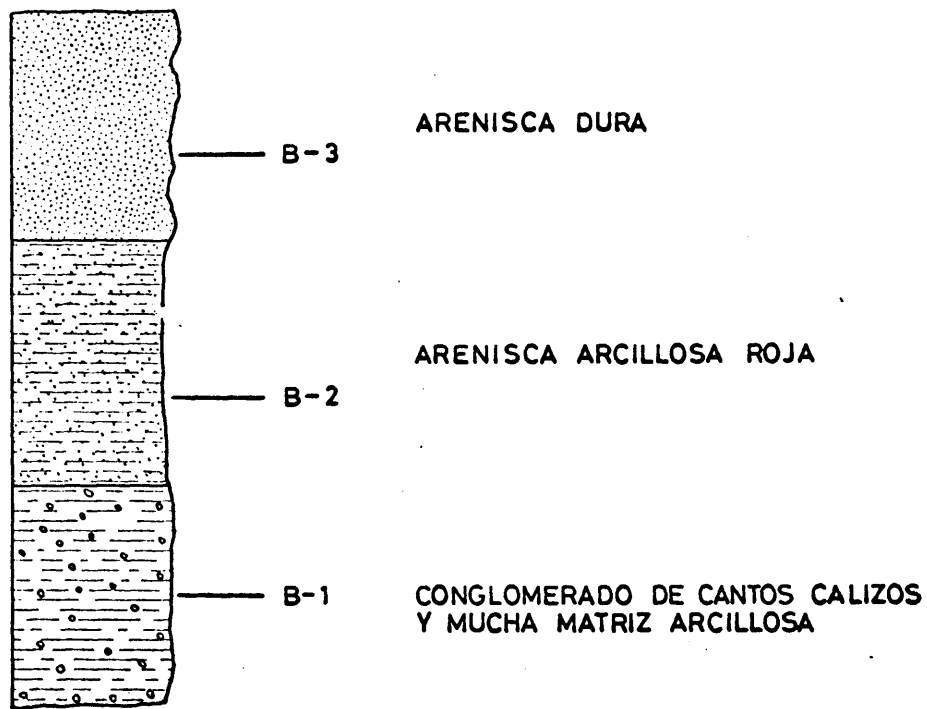 ARENISCA DURA
B-3
ARENISCA ARCILLOSA ROJA
B-2
B-1 CONGLOMERADO DE CANTOS CALIZOS
Y MUCHA MATRIZ ARCILLOSA